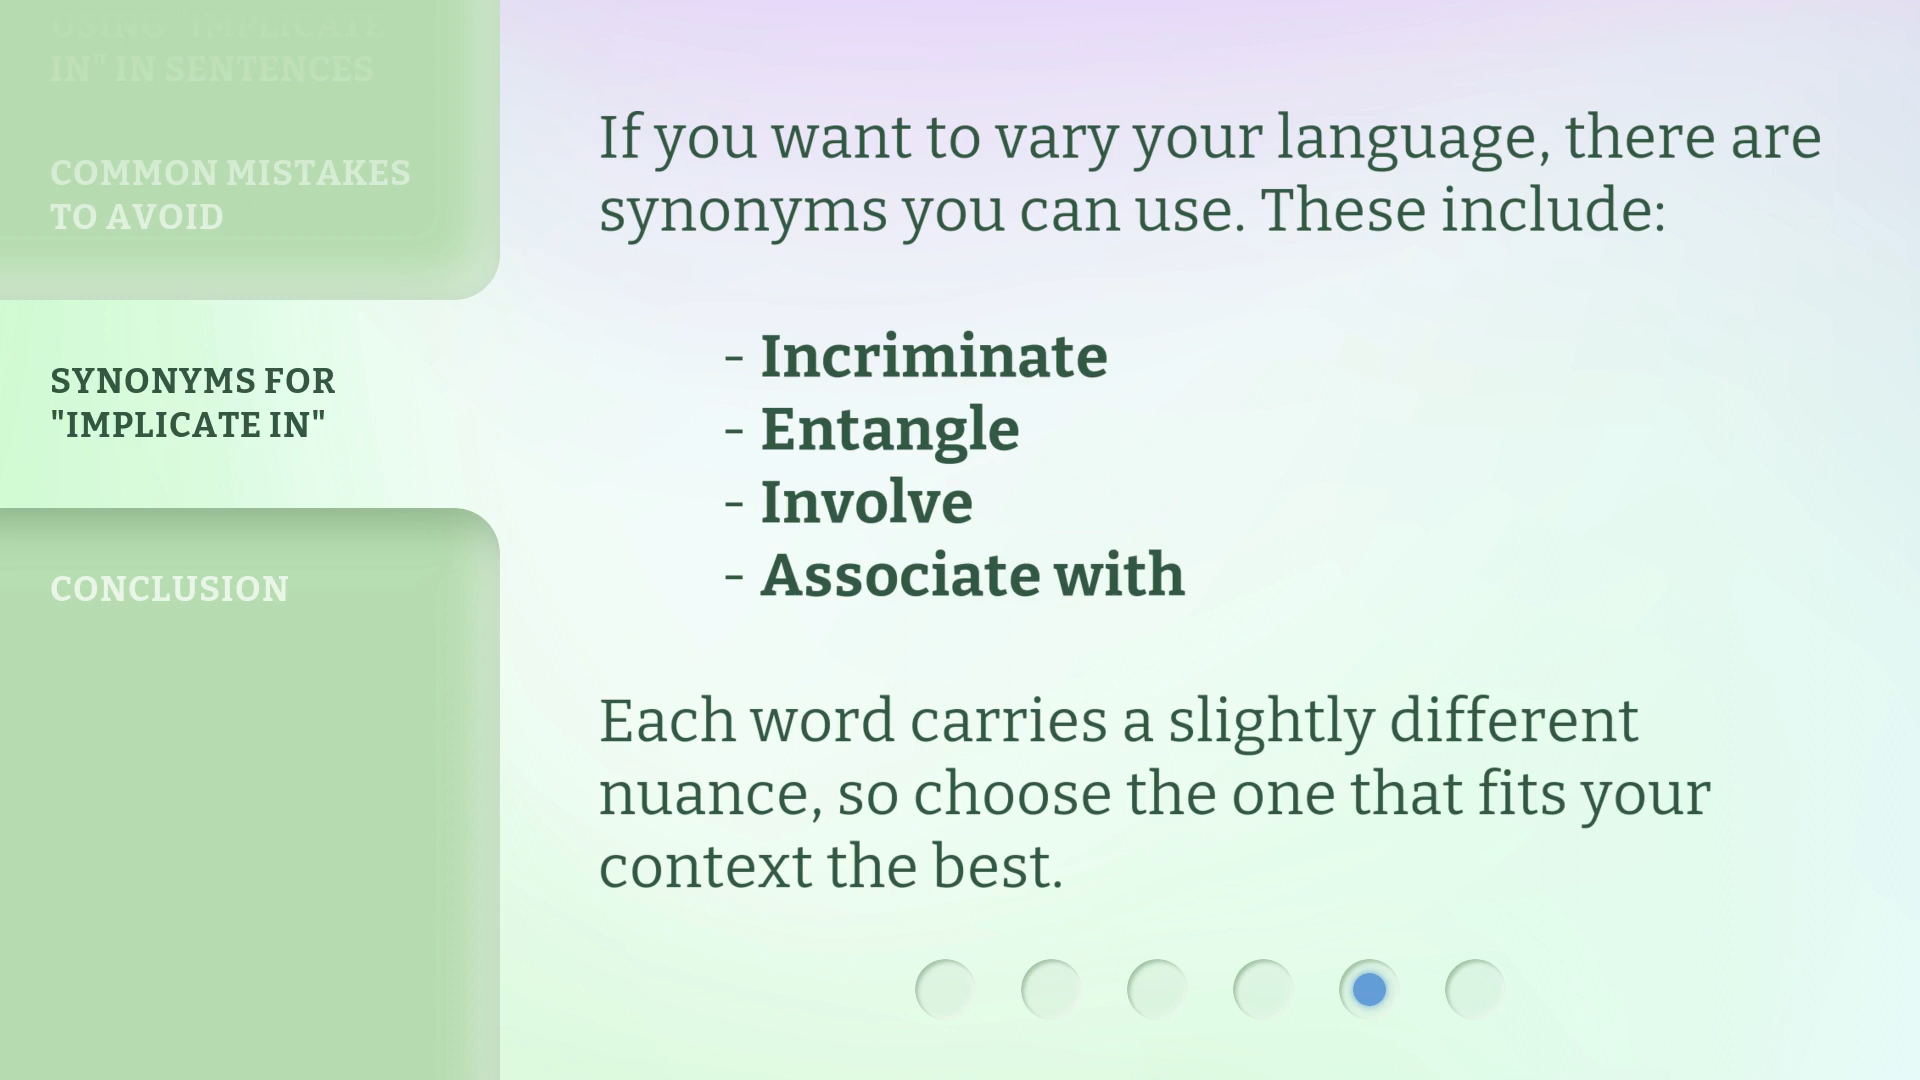 USING "IMPLICATE
IN" IN SENTENCES
COMMON MISTAKES
TO AVOID
SYNONYMS FOR
"IMPLICATE IN"
CONCLUSION
If you want to vary your language, there are
synonyms you can use. These include:
- Incriminate
- Entangle
- Involve
- Associate with
Each word carries a slightly different
nuance, so choose the one that fits your
context the best.